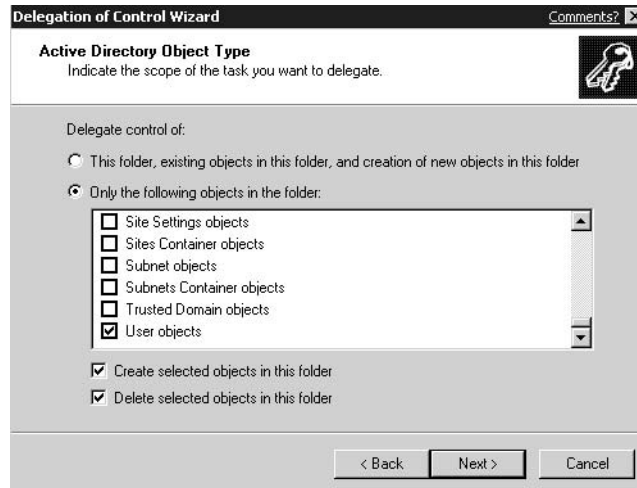 Delegation of Control Wizard Comments?
Active Directory Object Type
Indicate the scope of the task you want to delegate.
Delegate control of:
This folder, existing objects in this folder, and creation of new objects in this folder
Only the following objects in the folder:
Site Settings objects
Sites Container objects
Subnet objects
Subnets Container objects
Trusted Domain objects
User objects
Create selected objects in this folder
Delete selected objects in this folder
< Back Next > Cancel